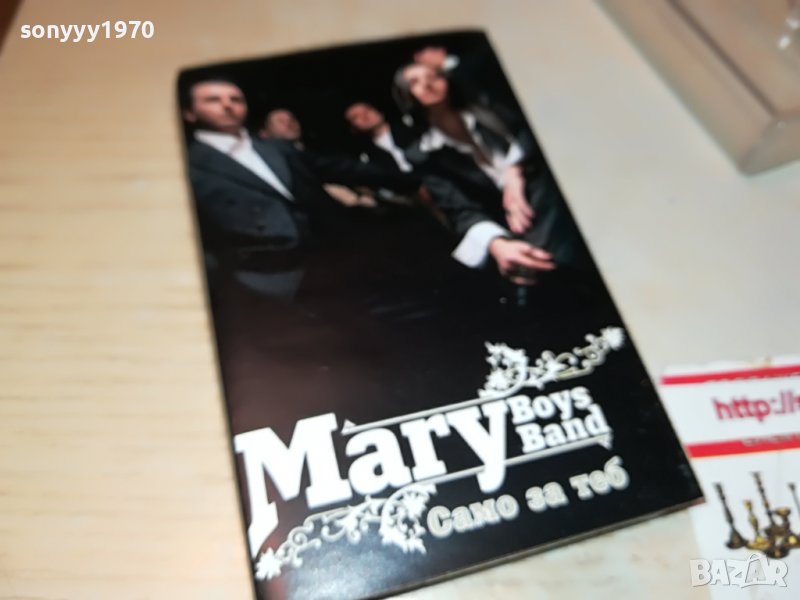 sonyyy1970
Mary Boys Band
Само за теб
http://
BAZAR